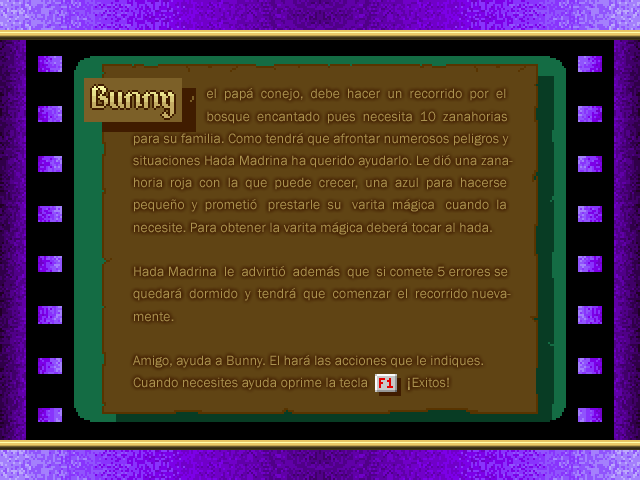 Bunny, el papá conejo, debe hacer un recorrido por el
bosque encantado pues necesita 10 zanahorias
para su familia. Como tendrá que afrontar numerosos peligros y
situaciones Hada Madrina ha querido ayudarlo. Le dió una zana-
horia roja con la que puede crecer, una azul para hacerse
pequeño y prometió prestarle su varita mágica cuando la
necesite. Para obtener la varita mágica deberá tocar al hada.
Hada Madrina le advirtió además que si comete 5 errores se
quedará dormido y tendrá que comenzar el recorrido nueva-
mente.
Amigo, ayuda a Bunny. El hará las acciones que le indiques.
Cuando necesites ayuda oprime la tecla F1 ¡Exitos!